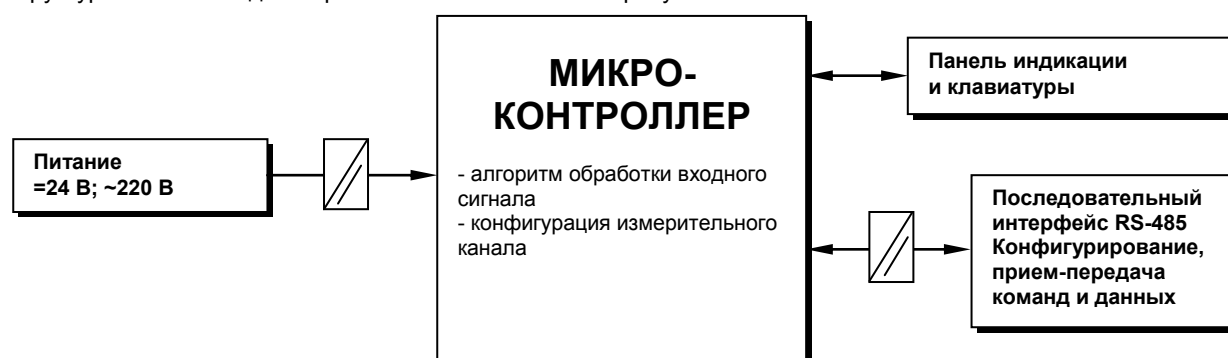 МИКРО-
КОНТРОЛЛЕР
- алгоритм обработки входного
сигнала
- конфигурация измерительного
канала
Питание
=24 В; ~220 В
Панель индикации
и клавиатуры
Последовательный
интерфейс RS-485
Конфигурирование,
прием-передача
команд и данных